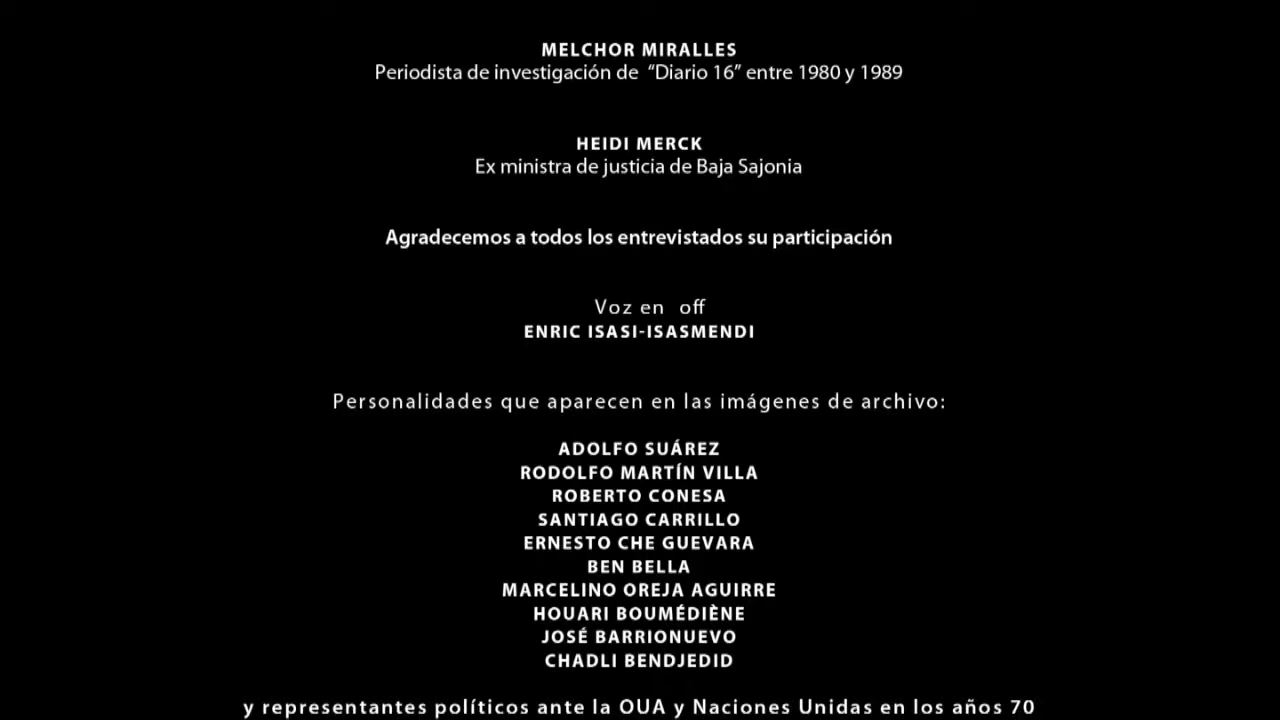 MELCHOR MIRALLES
Periodista de investigación de “Diario 16” entre 1980 y 1989
HEIDI MERCK
Ex ministra de justicia de Baja Sajonia
Agradecemos a todos los entrevistados su participación
Voz en off
ENRIC ISASI-ISASMENDI
Personalidades que aparecen en las imágenes de archivo:
ADOLFO SUÁREZ
RODOLFO MARTÍN VILLA
ROBERTO CONESA
SANTIAGO CARRILLO
ERNESTO CHE GUEVARA
BEN BELLA
MARCELINO OREJA AGUIRRE
HOUARI BOUMÉDIÈNE
JOSÉ BARRIONUEVO
CHADLI BENDJEDID
y representantes políticos ante la OUA y Naciones Unidas en los años 70